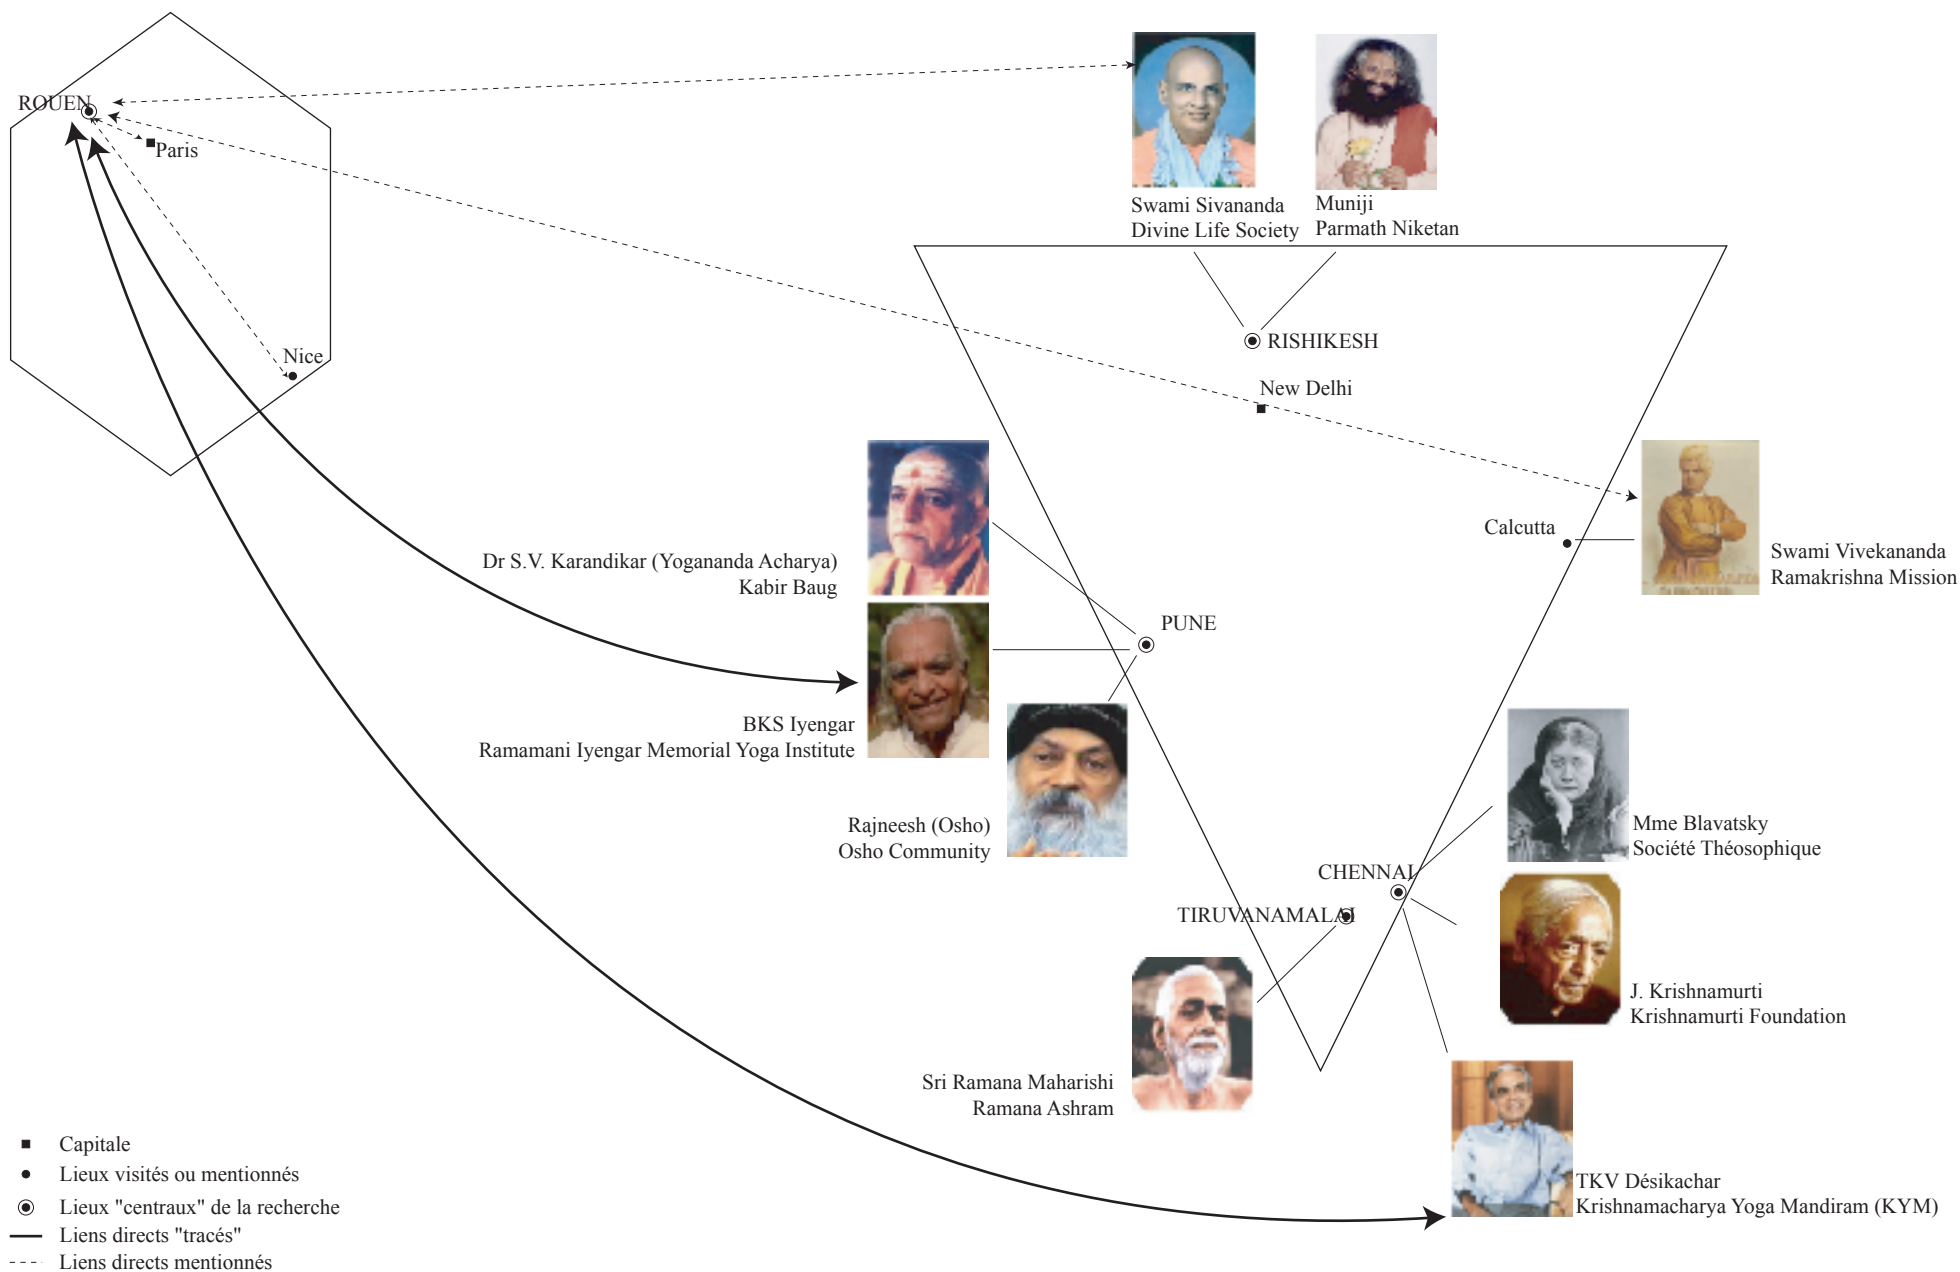 ROUEN
Paris
Nice
Swami Sivananda
Divine Life Society
Muniji
Parmath Niketan
RISHIKESH
New Delhi
Calcutta
Swami Vivekananda
Ramakrishna Mission
Dr S.V. Karandikar (Yogananda Acharya)
Kabir Baug
PUNE
BKS Iyengar
Ramamani Iyengar Memorial Yoga Institute
Rajneesh (Osho)
Osho Community
Mme Blavatsky
Société Théosophique
CHENNAI
TIRUVANAMALAI
J. Krishnamurti
Krishnamurti Foundation
Sri Ramana Maharishi
Ramana Ashram
TKV Désikachar
Krishnamacharya Yoga Mandiram (KYM)
Capitale
Lieux visités ou mentionnés
Lieux "centraux" de la recherche
Liens directs "tracés"
Liens directs mentionnés